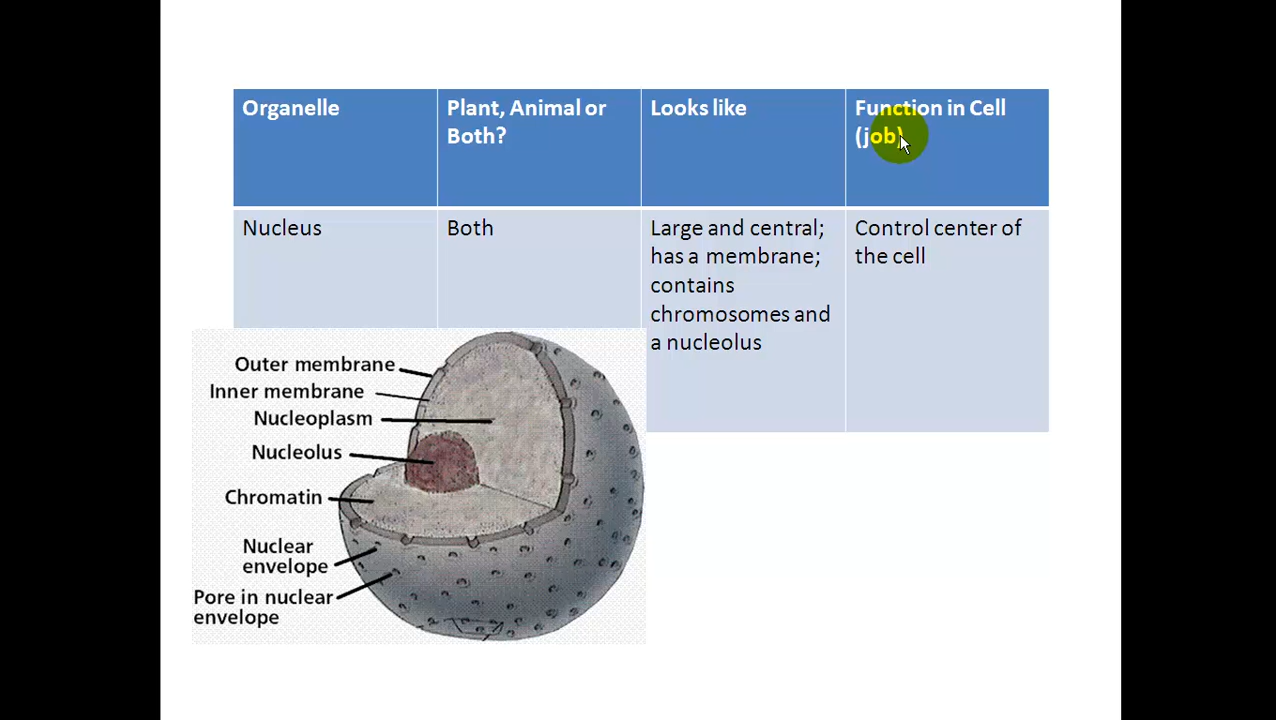 Organelle
Plant, Animal or
Both?
Looks like
Function in Cell
(job)
Nucleus
Both
Large and central;
has a membrane;
contains
chromosomes and
a nucleolus
Control center of
the cell
Outer membrane
Inner membrane
Nucleoplasm
Nucleolus
Chromatin
Nuclear
envelope
Pore in nuclear
envelope